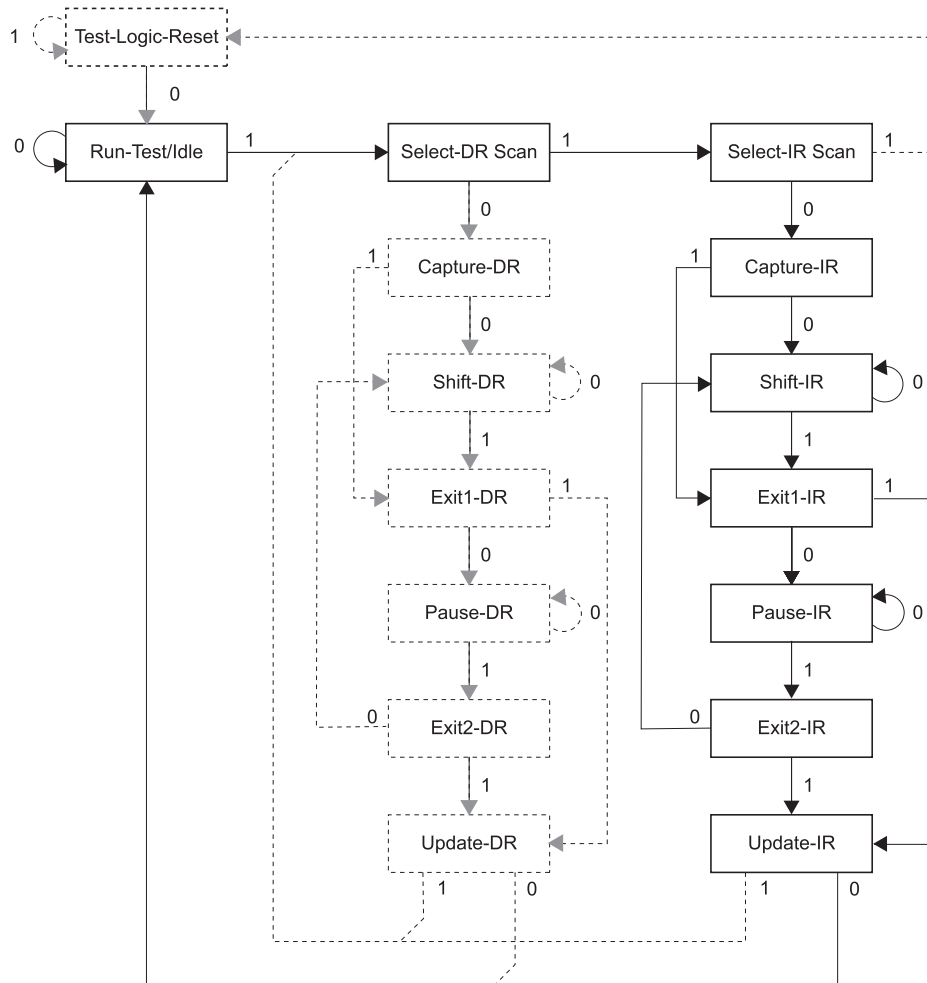 Test-Logic-Reset
1
0
0
Run-Test/Idle
1
Select-DR Scan
1
Select-IR Scan
1
0
0
1
Capture-DR
1
Capture-IR
0
0
Shift-DR
0
Shift-IR
0
1
1
Exit1-DR
1
Exit1-IR
1
0
0
Pause-DR
0
Pause-IR
0
1
1
0
Exit2-DR
0
Exit2-IR
1
1
Update-DR
Update-IR
1
0
1
0